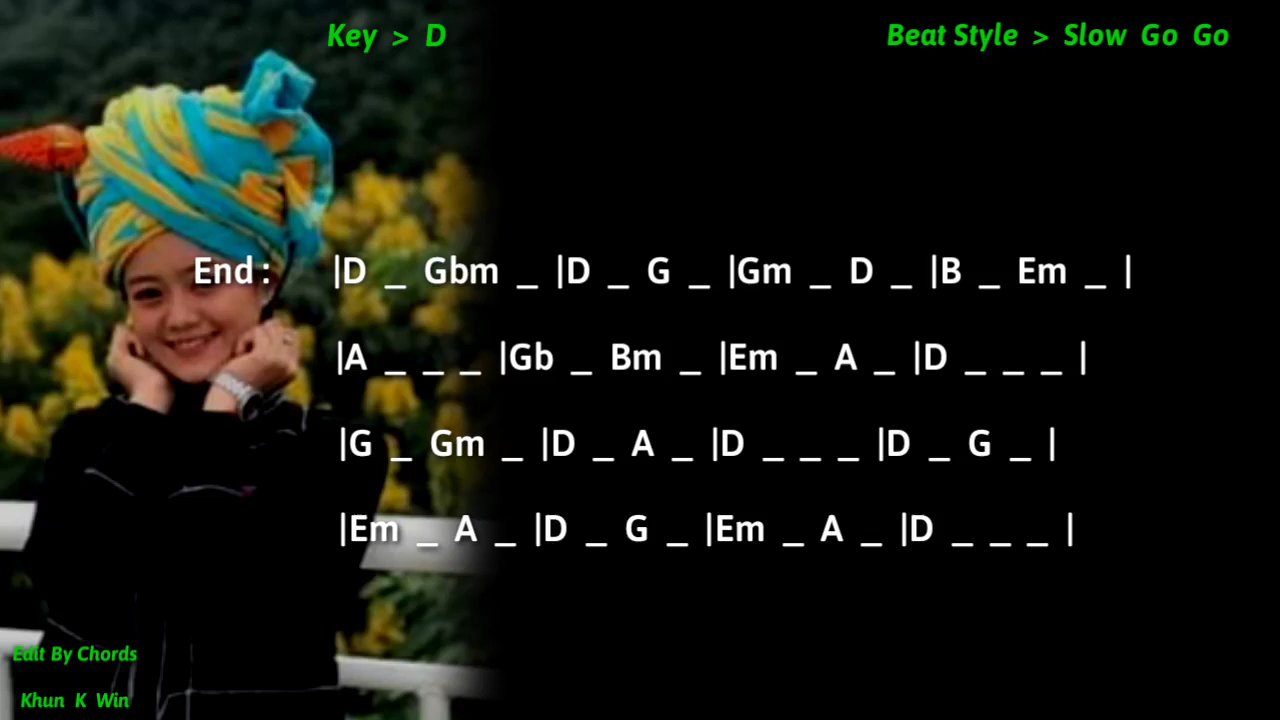 Key > D
Beat Style > Slow Go Go
End : |D _ Gbm _ |D _ G _ |Gm _ D _ |B _ Em _ |
|A _ _ _ |Gb _ Bm _ |Em _ A _ |D _ _ _ |
|G _ Gm _ |D _ A _ |D _ _ _ |D _ G _ |
|Em _ A _ |D _ G _ |Em _ A _ |D _ _ _ |
Edit By Chords
Khun K Win